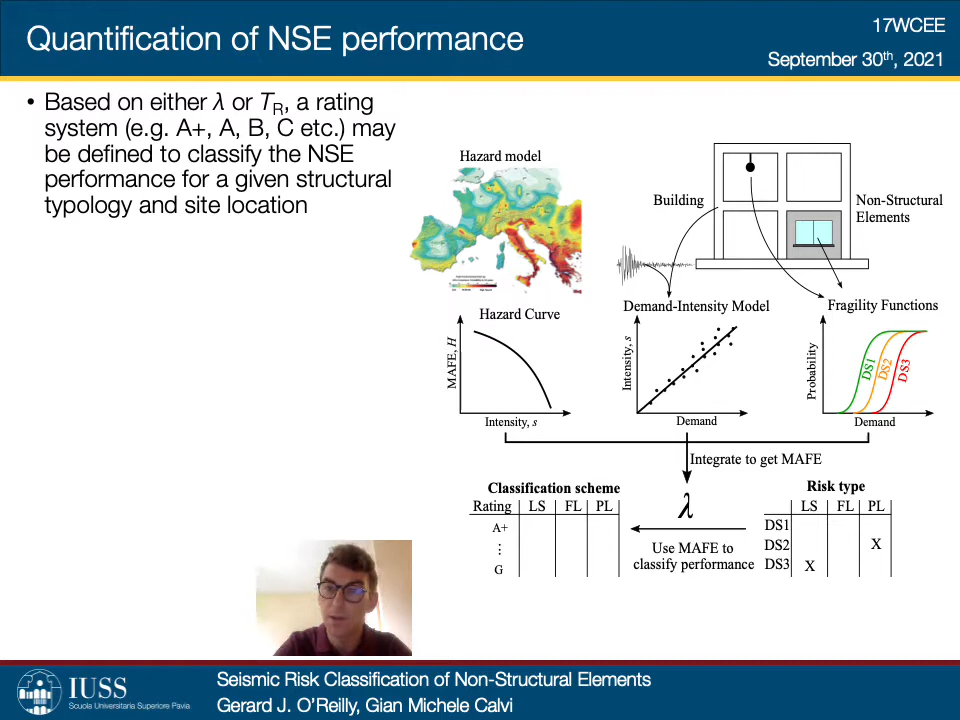 Quantification of NSE performance
17WCEE
September 30th, 2021
• Based on either λ or TR, a rating
system (e.g. A+, A, B, C etc.) may
be defined to classify the NSE
performance for a given structural
typology and site location
Hazard model
Building
Non-Structural
Elements
Hazard Curve
Demand-Intensity Model
Fragility Functions
MAFE, H
Intensity, s
Intensity, s
Demand
Probability
DS1
DS2
DS3
Demand
Integrate to get MAFE
Classification scheme
Rating LS FL PL
A+
⋮
G
λ
Use MAFE to
classify performance
Risk type
LS FL PL
DS1
DS2 X
DS3 X
IUSS
Scuola Universitaria Superiore Pavia
Seismic Risk Classification of Non-Structural Elements
Gerard J. O'Reilly, Gian Michele Calvi